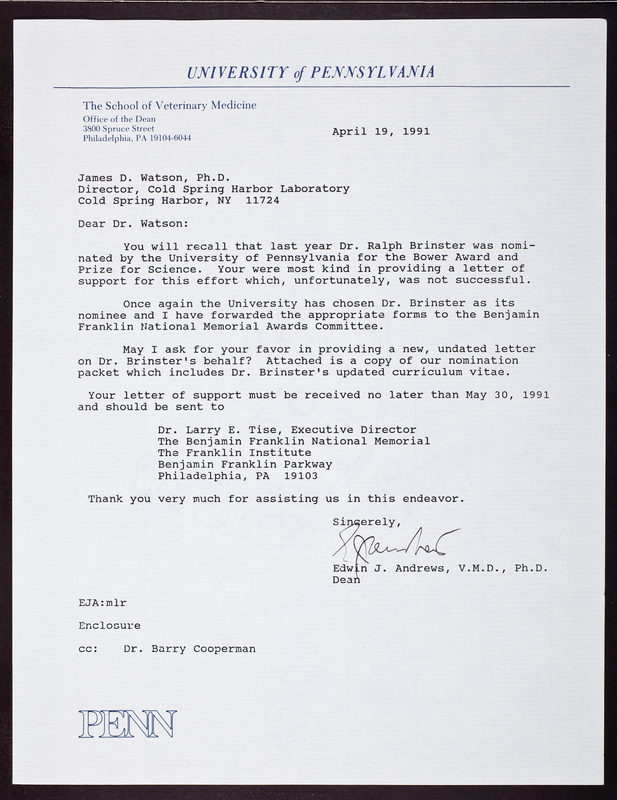 UNIVERSITY of PENNSYLVANIA
The School of Veterinary Medicine
Office of the Dean
3800 Spruce Street
Philadelphia, PA 19104-6044
April 19, 1991
James D. Watson, Ph.D.
Director, Cold Spring Harbor Laboratory
Cold Spring Harbor, NY 11724
Dear Dr. Watson:
You will recall that last year Dr. Ralph Brinster was nomi-
nated by the University of Pennsylvania for the Bower Award and
Prize for Science. Your were most kind in providing a letter of
support for this effort which, unfortunately, was not successful.
Once again the University has chosen Dr. Brinster as its
nominee and I have forwarded the appropriate forms to the Benjamin
Franklin National Memorial Awards Committee.
May I ask for your favor in providing a new, undated letter
on Dr. Brinster's behalf? Attached is a copy of our nomination
packet which includes Dr. Brinster's updated curriculum vitae.
Your letter of support must be received no later than May 30, 1991
and should be sent to
Dr. Larry E. Tise, Executive Director
The Benjamin Franklin National Memorial
The Franklin Institute
Benjamin Franklin Parkway
Philadelphia, PA 19103
Thank you very much for assisting us in this endeavor.
Sincerely,
Edwin J. Andrews, V.M.D., Ph.D.
Dean
EJA:mlr
Enclosure
cc: Dr. Barry Cooperman
PENN